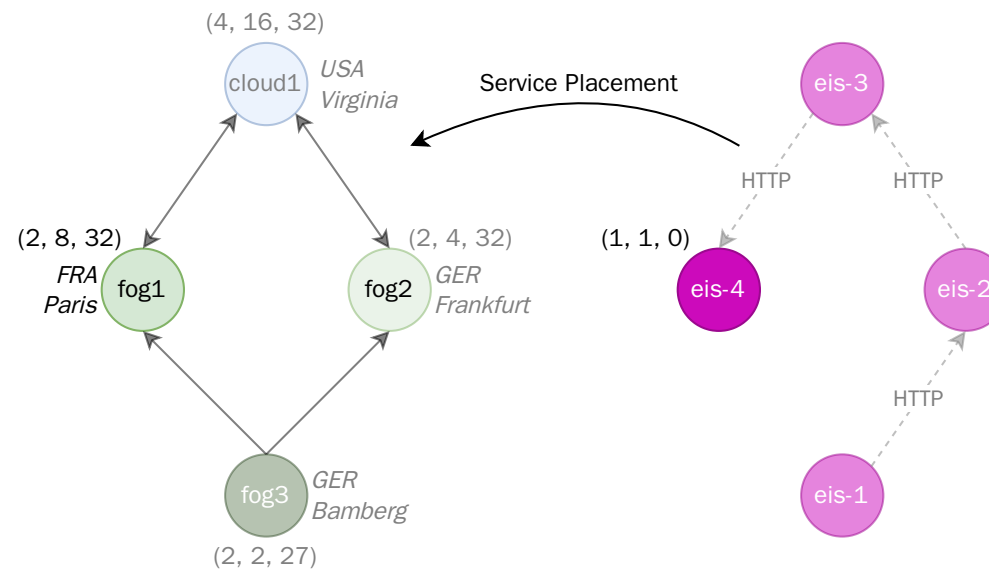 (4, 16, 32)
cloud1
USA
Virginia
Service Placement
eis-3
HTTP
HTTP
(2, 8, 32)
FRA
Paris
fog1
(2, 4, 32)
fog2
GER
Frankfurt
(1, 1, 0)
eis-4
eis-2
HTTP
fog3
GER
Bamberg
(2, 2, 27)
eis-1